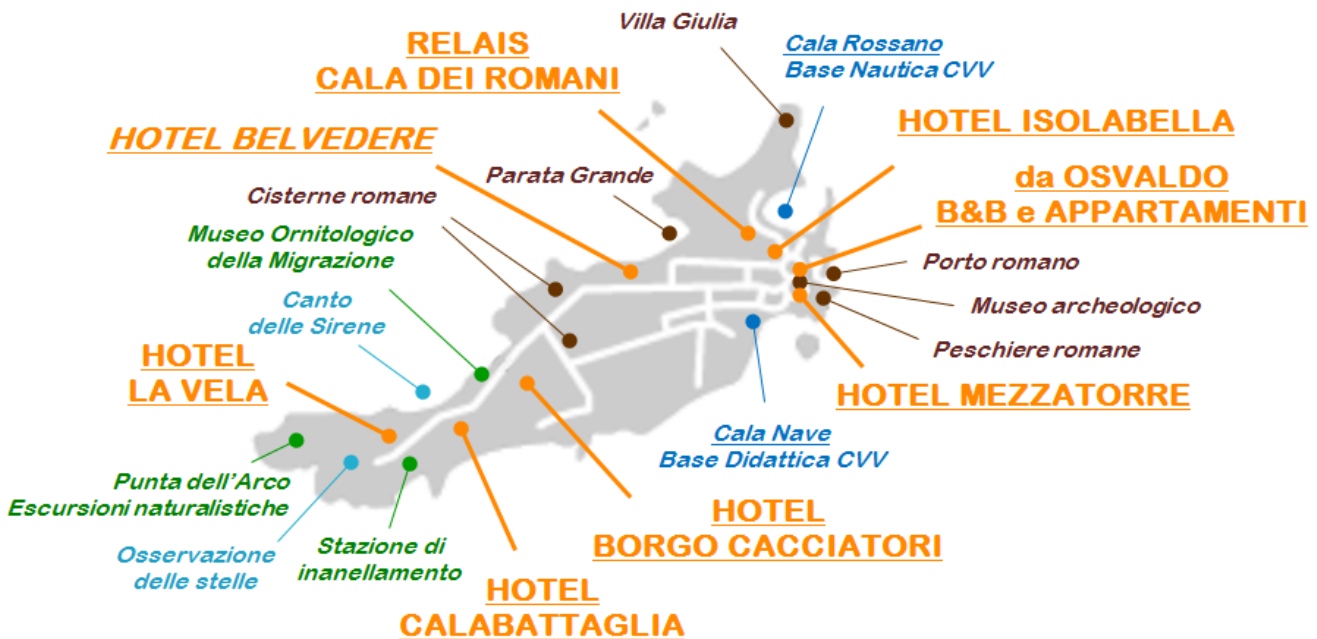 Villa Giulia
RELAIS
CALA DEI ROMANI
Cala Rossano
Base Nautica CVV
HOTEL BELVEDERE
HOTEL ISOLABELLA
Parata Grande
da OSVALDO
B&B e APPARTAMENTI
Cisterne romane
Museo Ornitologico
della Migrazione
Porto romano
Canto
delle Sirene
Museo archeologico
Peschiere romane
HOTEL
LA VELA
HOTEL MEZZATORRE
Cala Nave
Base Didattica CVV
Punta dell'Arco
Escursioni naturalistiche
HOTEL
BORGO CACCIATORI
Osservazione
delle stelle
Stazione di
inanellamento
HOTEL
CALABATTAGLIA